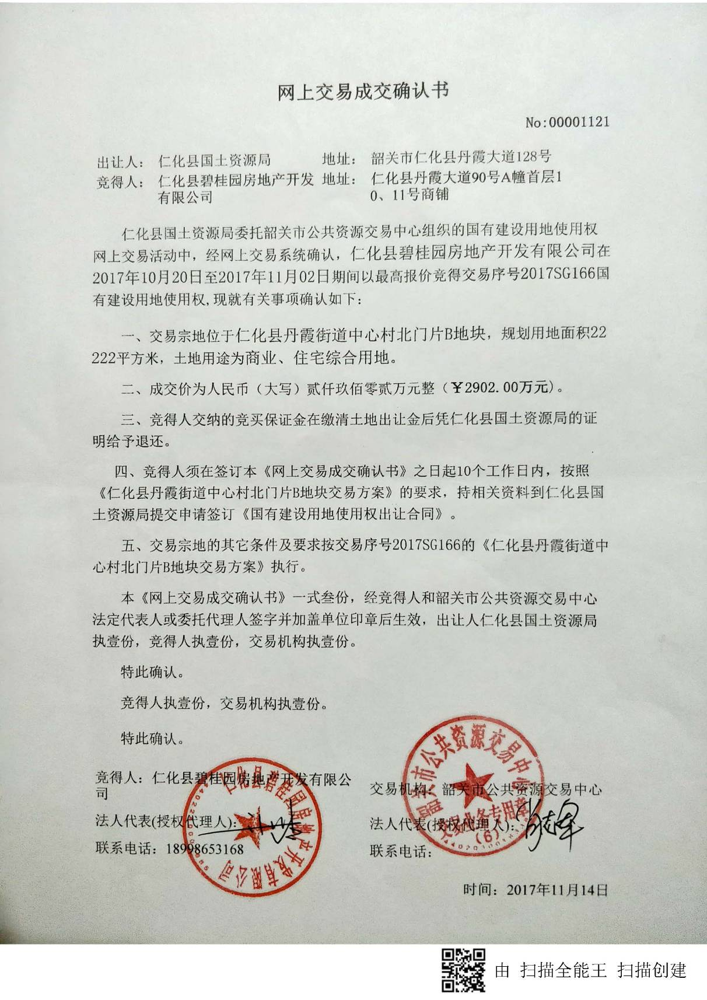 网上交易成交确认书
No:00001121
出让人： 仁化县国土资源局 地址： 韶关市仁化县丹霞大道128号
竞得人： 仁化县碧桂园房地产开发 地址： 仁化县丹霞大道90号A幢首层1
有限公司 0、11号商铺
仁化县国土资源局委托韶关市公共资源交易中心组织的国有建设用地使用权
网上交易活动中，经网上交易系统确认，仁化县碧桂园房地产开发有限公司在
2017年10月20日至2017年11月02日期间以最高报价竞得交易序号2017SG166国
有建设用地使用权,现就有关事项确认如下：
一、交易宗地位于仁化县丹霞街道中心村北门片B地块，规划用地面积22
222平方米，土地用途为商业、住宅综合用地。
二、成交价为人民币（大写）贰仟玖佰零贰万元整（¥2902.00万元)。
三、竞得人交纳的竞买保证金在缴清土地出让金后凭仁化县国土资源局的证
明给予退还。
四、竞得人须在签订本《网上交易成交确认书》之日起10个工作日内，按照
《仁化县丹霞街道中心村北门片B地块交易方案》的要求，持相关资料到仁化县国
土资源局提交申请签订《国有建设用地使用权出让合同》。
五、交易宗地的其它条件及要求按交易序号2017SG166的《仁化县丹霞街道中
心村北门片B地块交易方案》执行。
本《网上交易成交确认书》一式叁份，经竞得人和韶关市公共资源交易中心
法定代表人或委托代理人签字并加盖单位印章后生效，出让人仁化县国土资源局
执壹份，竞得人执壹份，交易机构执壹份。
特此确认。
竞得人执壹份，交易机构执壹份。
特此确认。
竞得人：仁化县碧桂园房地产开发有限公
司
法人代表(授权代理人)：
联系电话：18998653168
仁化县碧桂园房地产开发有限公司
交易机构：韶关市公共资源交易中心
法人代表(授权代理人)：
联系电话：
韶关市公共资源交易中心
交易业务专用章
(6)
时间：2017年11月14日
由 扫描全能王 扫描创建